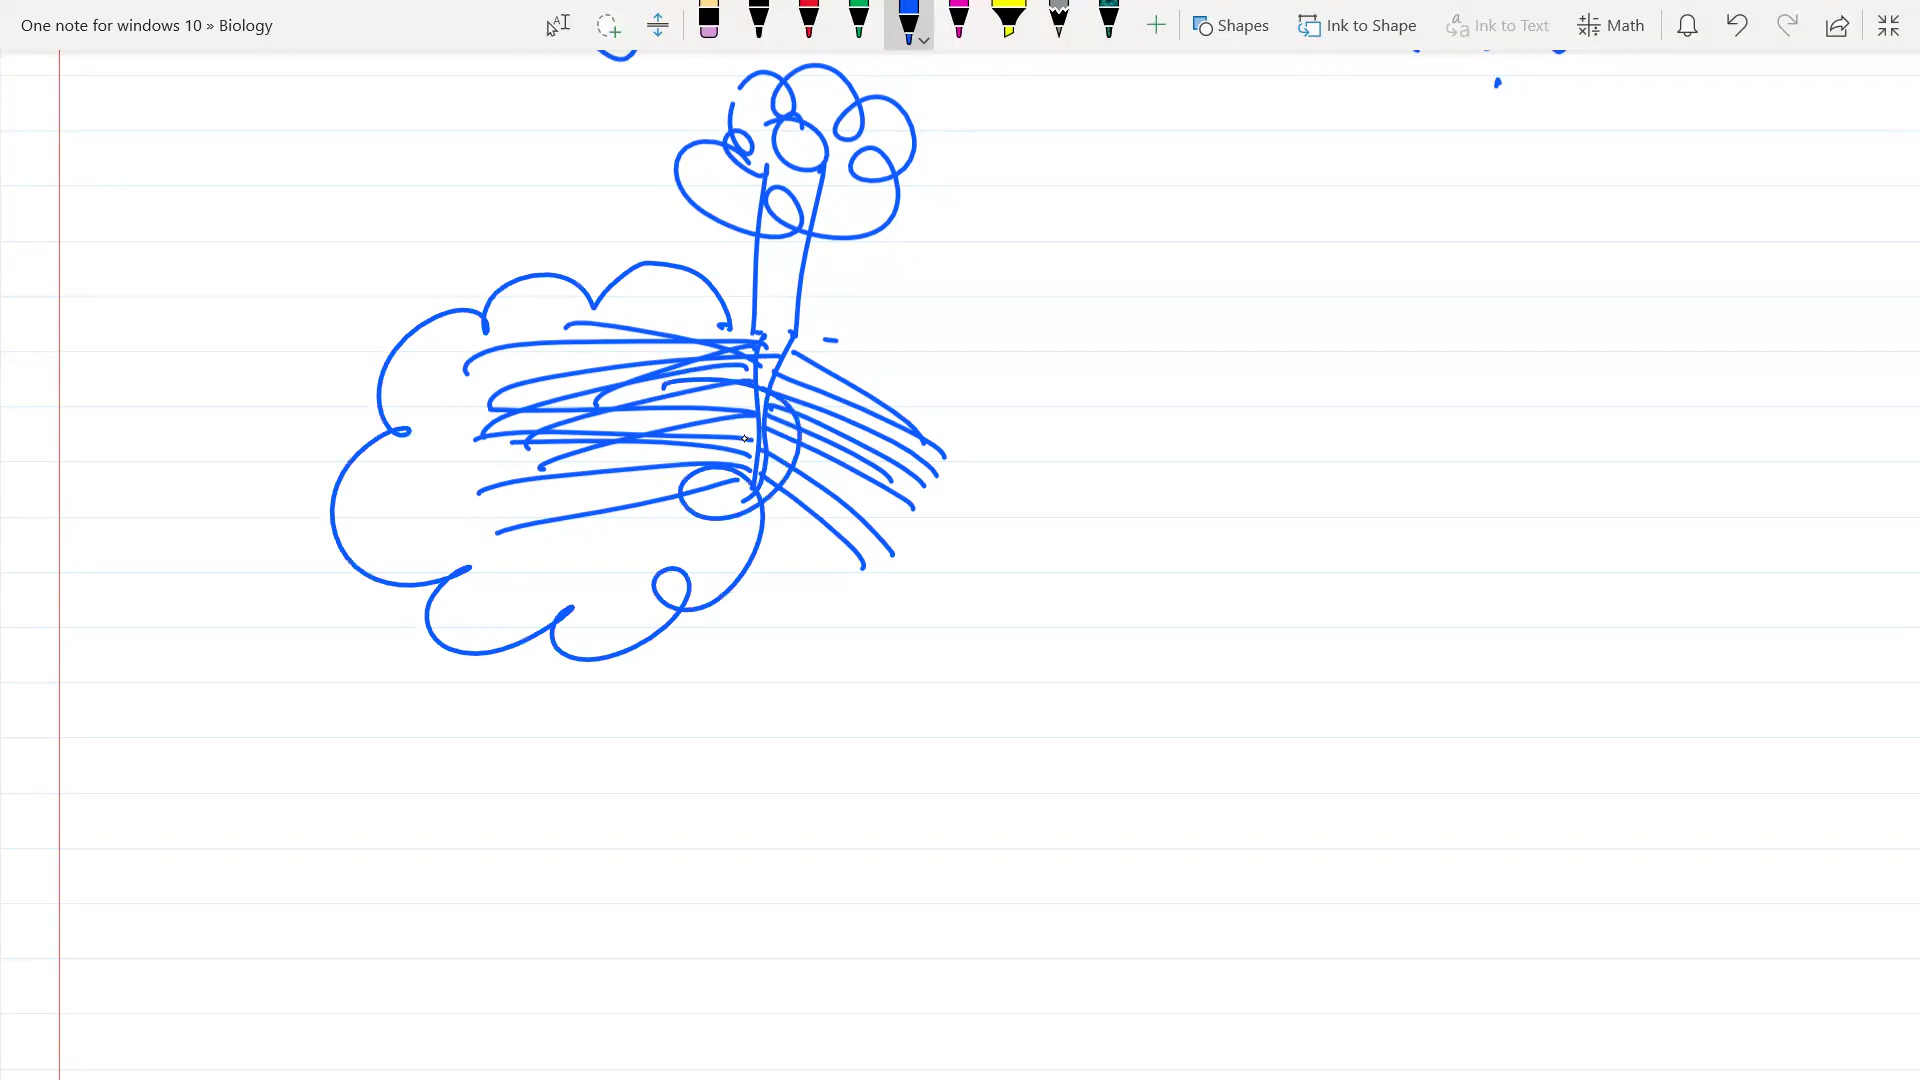 One note for windows 10 » Biology
Shapes
Ink to Shape
Ink to Text
Math